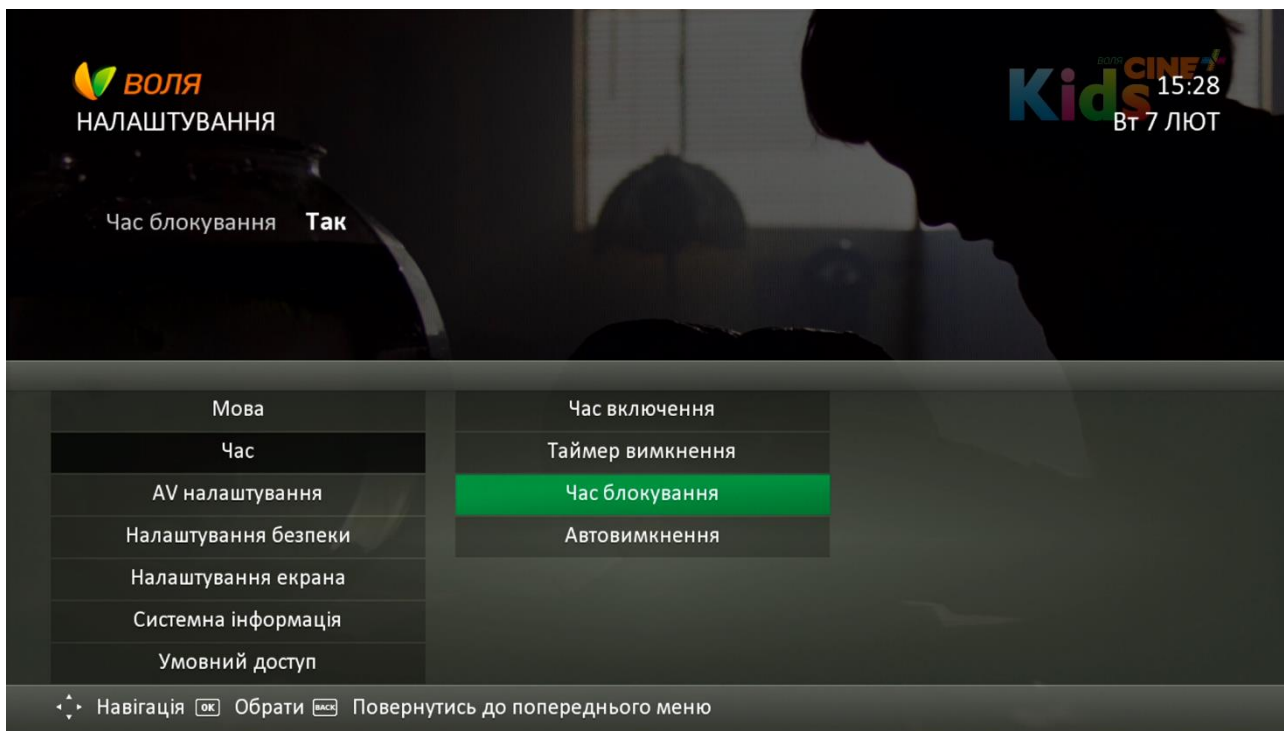 ВОЛЯ
НАЛАШТУВАННЯ
ВОЛЯ CINE+
Kids
15:28
Вт 7 ЛЮТ
Час блокування Так
Мова
Час
AV налаштування
Налаштування безпеки
Налаштування екрана
Системна інформація
Умовний доступ
Час включення
Таймер вимкнення
Час блокування
Автовимкнення
Навігація OK Обрати BACK Повернутись до попереднього меню